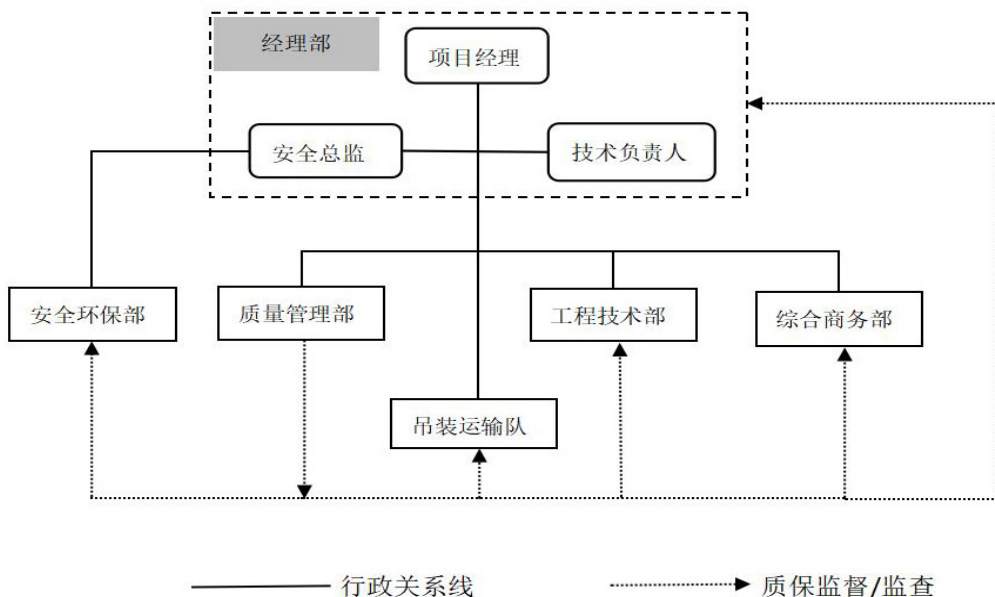 经理部
项目经理
安全总监
技术负责人
安全环保部
质量管理部
工程技术部
综合商务部
吊装运输队
行政关系线
质保监督/监查